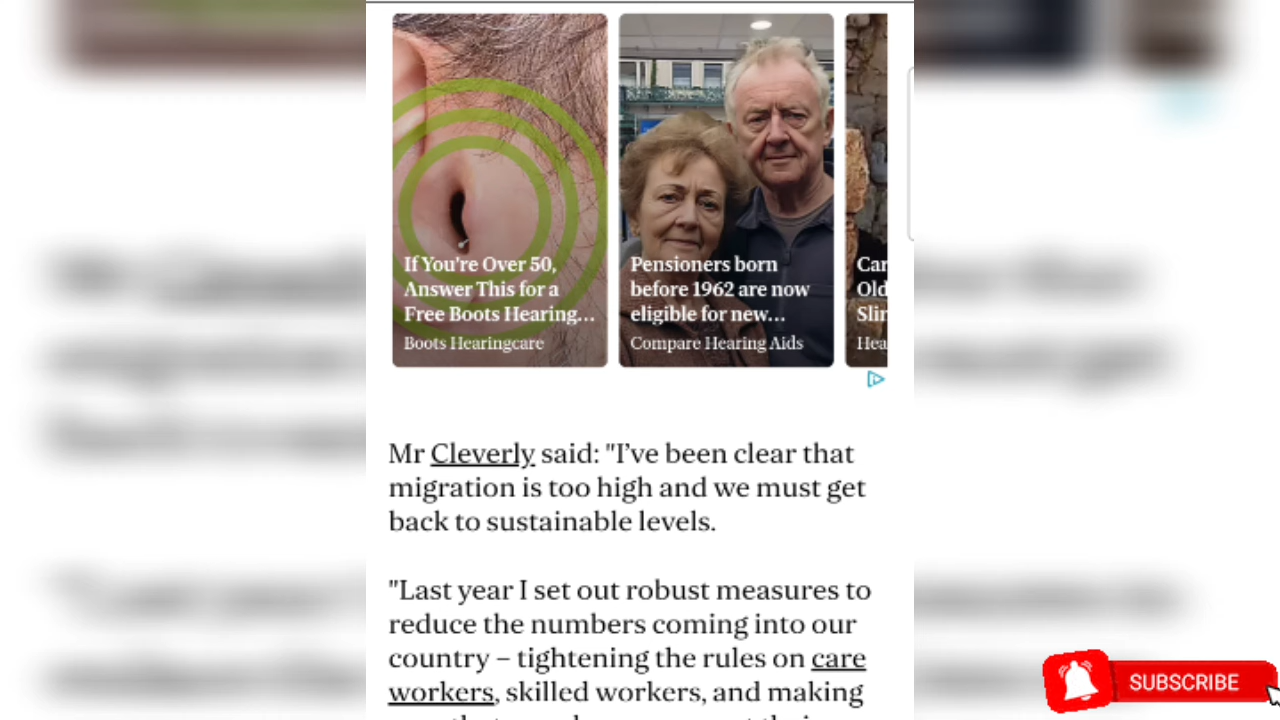 If You're Over 50,
Answer This for a
Free Boots Hearing...
Boots Hearingcare
Pensioners born
before 1962 are now
eligible for new...
Compare Hearing Aids
Mr Cleverly said: "I've been clear that
migration is too high and we must get
back to sustainable levels.
"Last year I set out robust measures to
reduce the numbers coming into our
country – tightening the rules on care
workers, skilled workers, and making
SUBSCRIBE